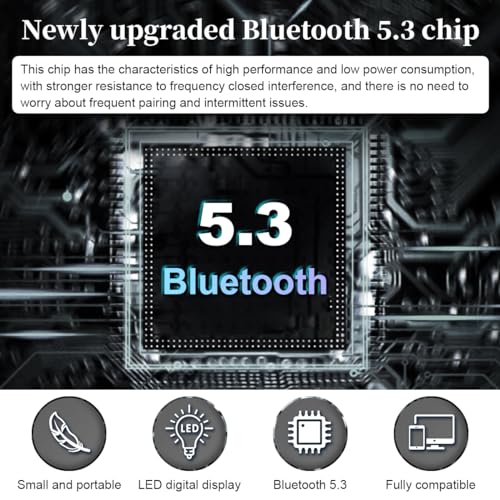 Newly upgraded Bluetooth 5.3 chip
This chip has the characteristics of high performance and low power consumption,
with stronger resistance to frequency closed interference, and there is no need to
worry about frequent pairing and intermittent issues.
5.3
Bluetooth
LED
Small and portable
LED digital display
Bluetooth 5.3
Fully compatible